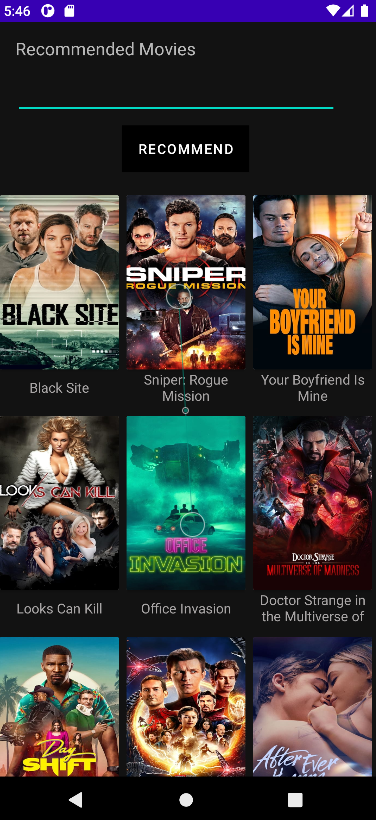 5:46
Recommended Movies
RECOMMEND
BLACK SITE
SNIPER
ROGUE MISSION
YOUR
BOYFRIEND
IS MINE
Black Site
Sniper: Rogue
Mission
Your Boyfriend Is
Mine
LOOKS CAN KILL
OFFICE
INVASION
DOCTOR STRANGE
IN THE
MULTIVERSE OF MADNESS
Looks Can Kill
Office Invasion
Doctor Strange in
the Multiverse of
Day
SHIFT
After Ever